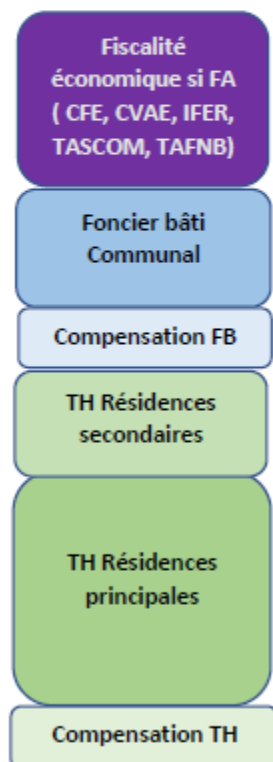 Fiscalité
économique si FA
( CFE, CVAE, IFER,
TASCOM, TAFNB)
Foncier bâti
Communal
Compensation FB
TH Résidences
secondaires
TH Résidences
principales
Compensation TH